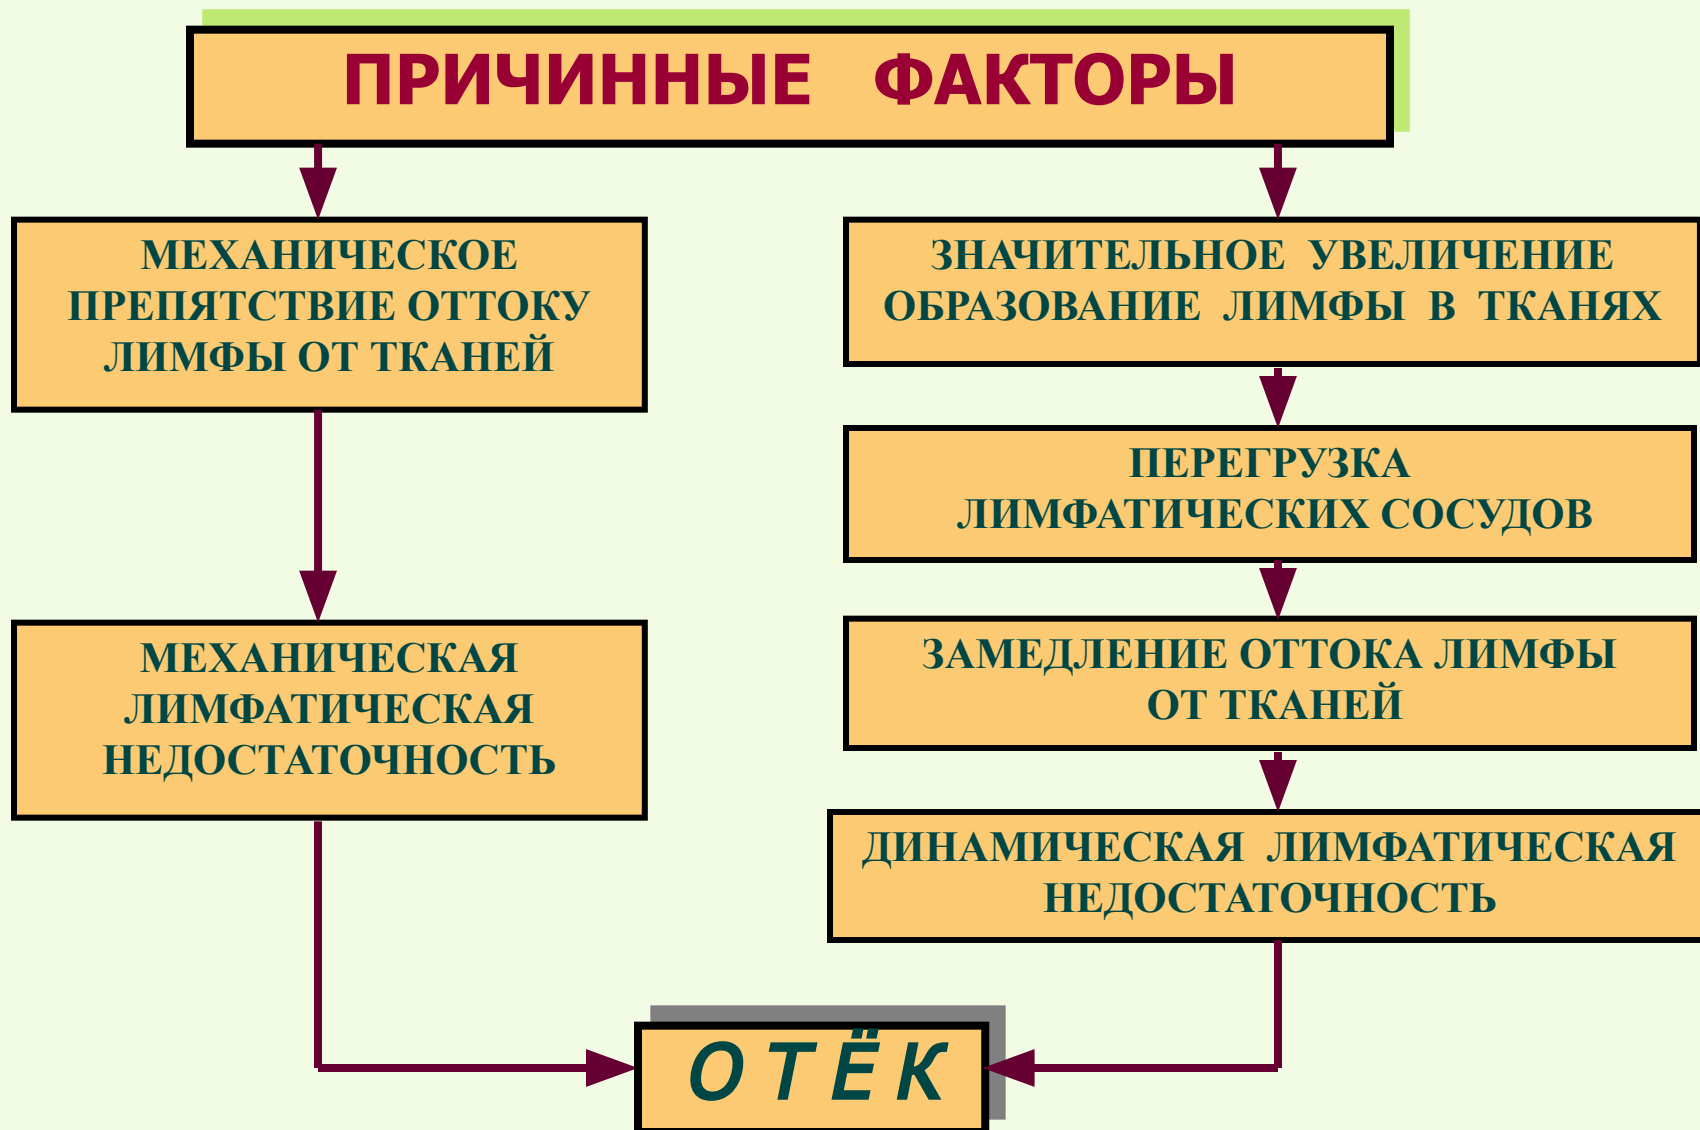 ПРИЧИННЫЕ ФАКТОРЫ
МЕХАНИЧЕСКОЕ
ПРЕПЯТСТВИЕ ОТТОКУ
ЛИМФЫ ОТ ТКАНЕЙ
МЕХАНИЧЕСКАЯ
ЛИМФАТИЧЕСКАЯ
НЕДОСТАТОЧНОСТЬ
ЗНАЧИТЕЛЬНОЕ УВЕЛИЧЕНИЕ
ОБРАЗОВАНИЕ ЛИМФЫ В ТКАНЯХ
ПЕРЕГРУЗКА
ЛИМФАТИЧЕСКИХ СОСУДОВ
ЗАМЕДЛЕНИЕ ОТТОКА ЛИМФЫ
ОТ ТКАНЕЙ
ДИНАМИЧЕСКАЯ ЛИМФАТИЧЕСКАЯ
НЕДОСТАТОЧНОСТЬ
ОТЁК